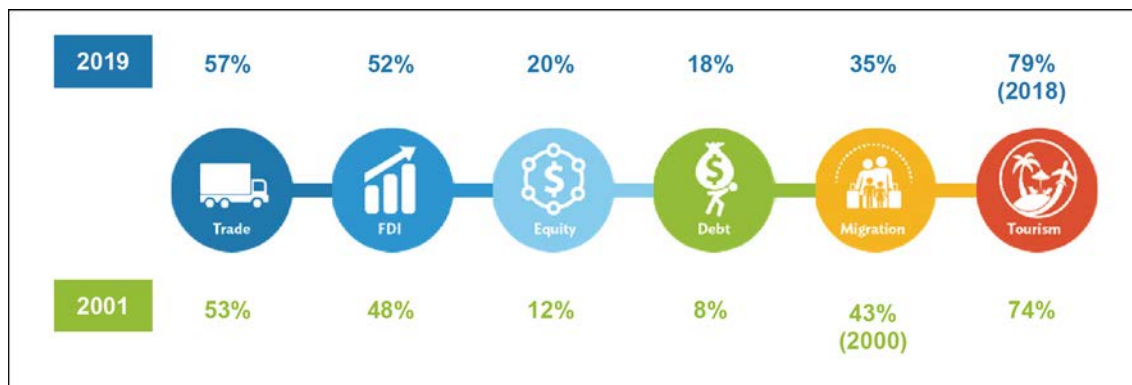 2019
57%
52%
20%
18%
35%
79%
(2018)
Trade
FDI
Equity
Debt
Migration
Tourism
2001
53%
48%
12%
8%
43%
(2000)
74%